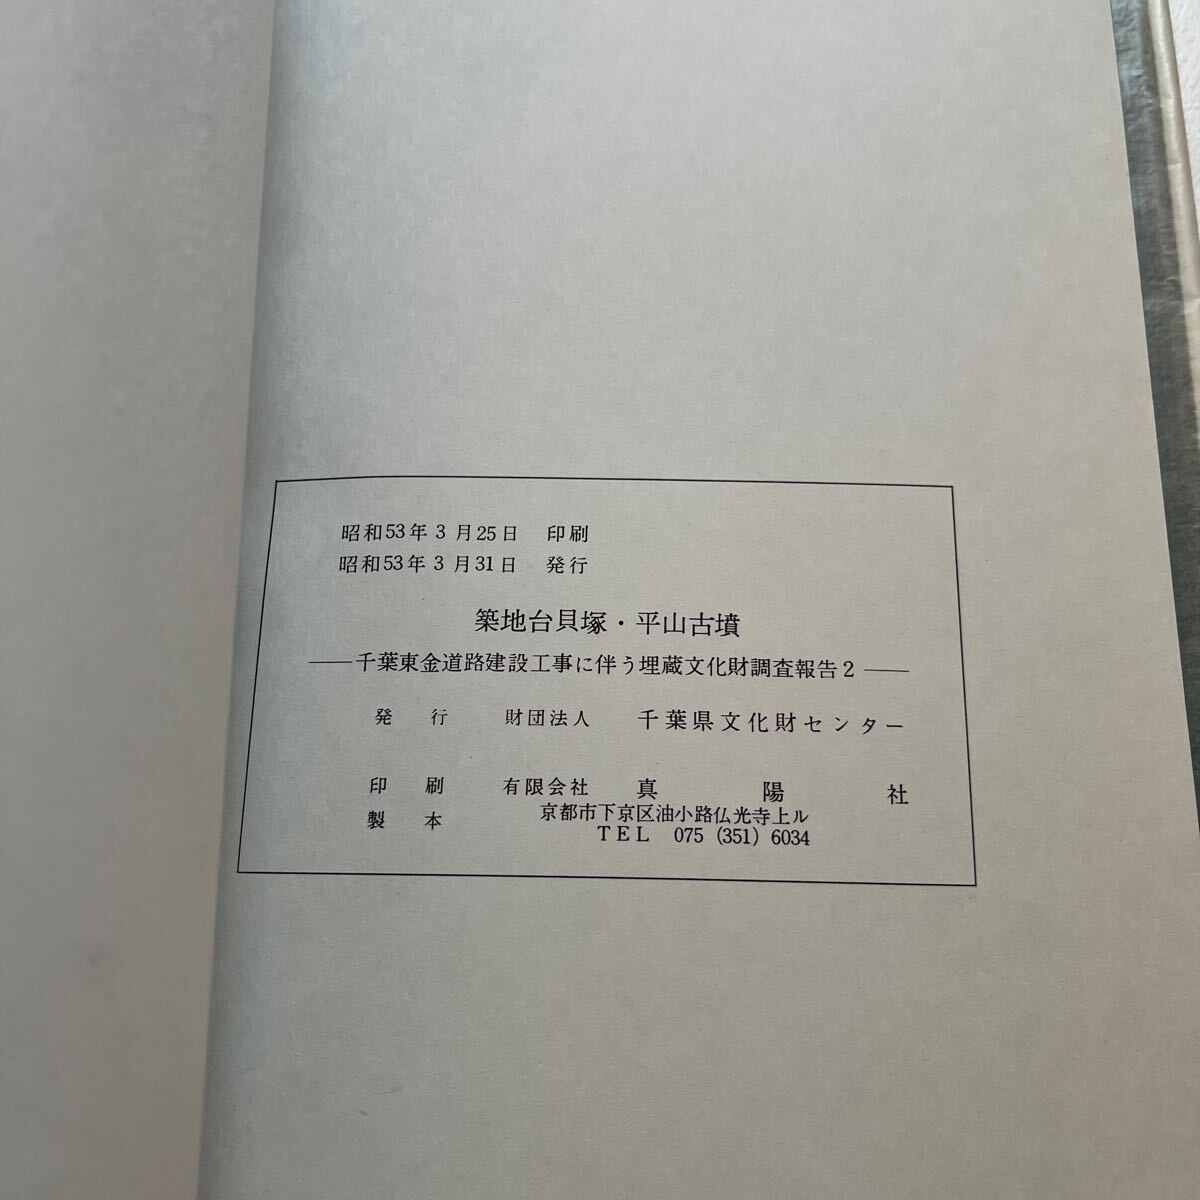 昭和53年3月25日　印刷
昭和53年3月31日　発行
築地台貝塚・平山古墳
――千葉東金道路建設工事に伴う埋蔵文化財調査報告2――
発　行　財団法人　千葉県文化財センター
印　刷　有限会社　真　陽　社
製　本　京都市下京区油小路仏光寺上ル
TEL　075（351）6034